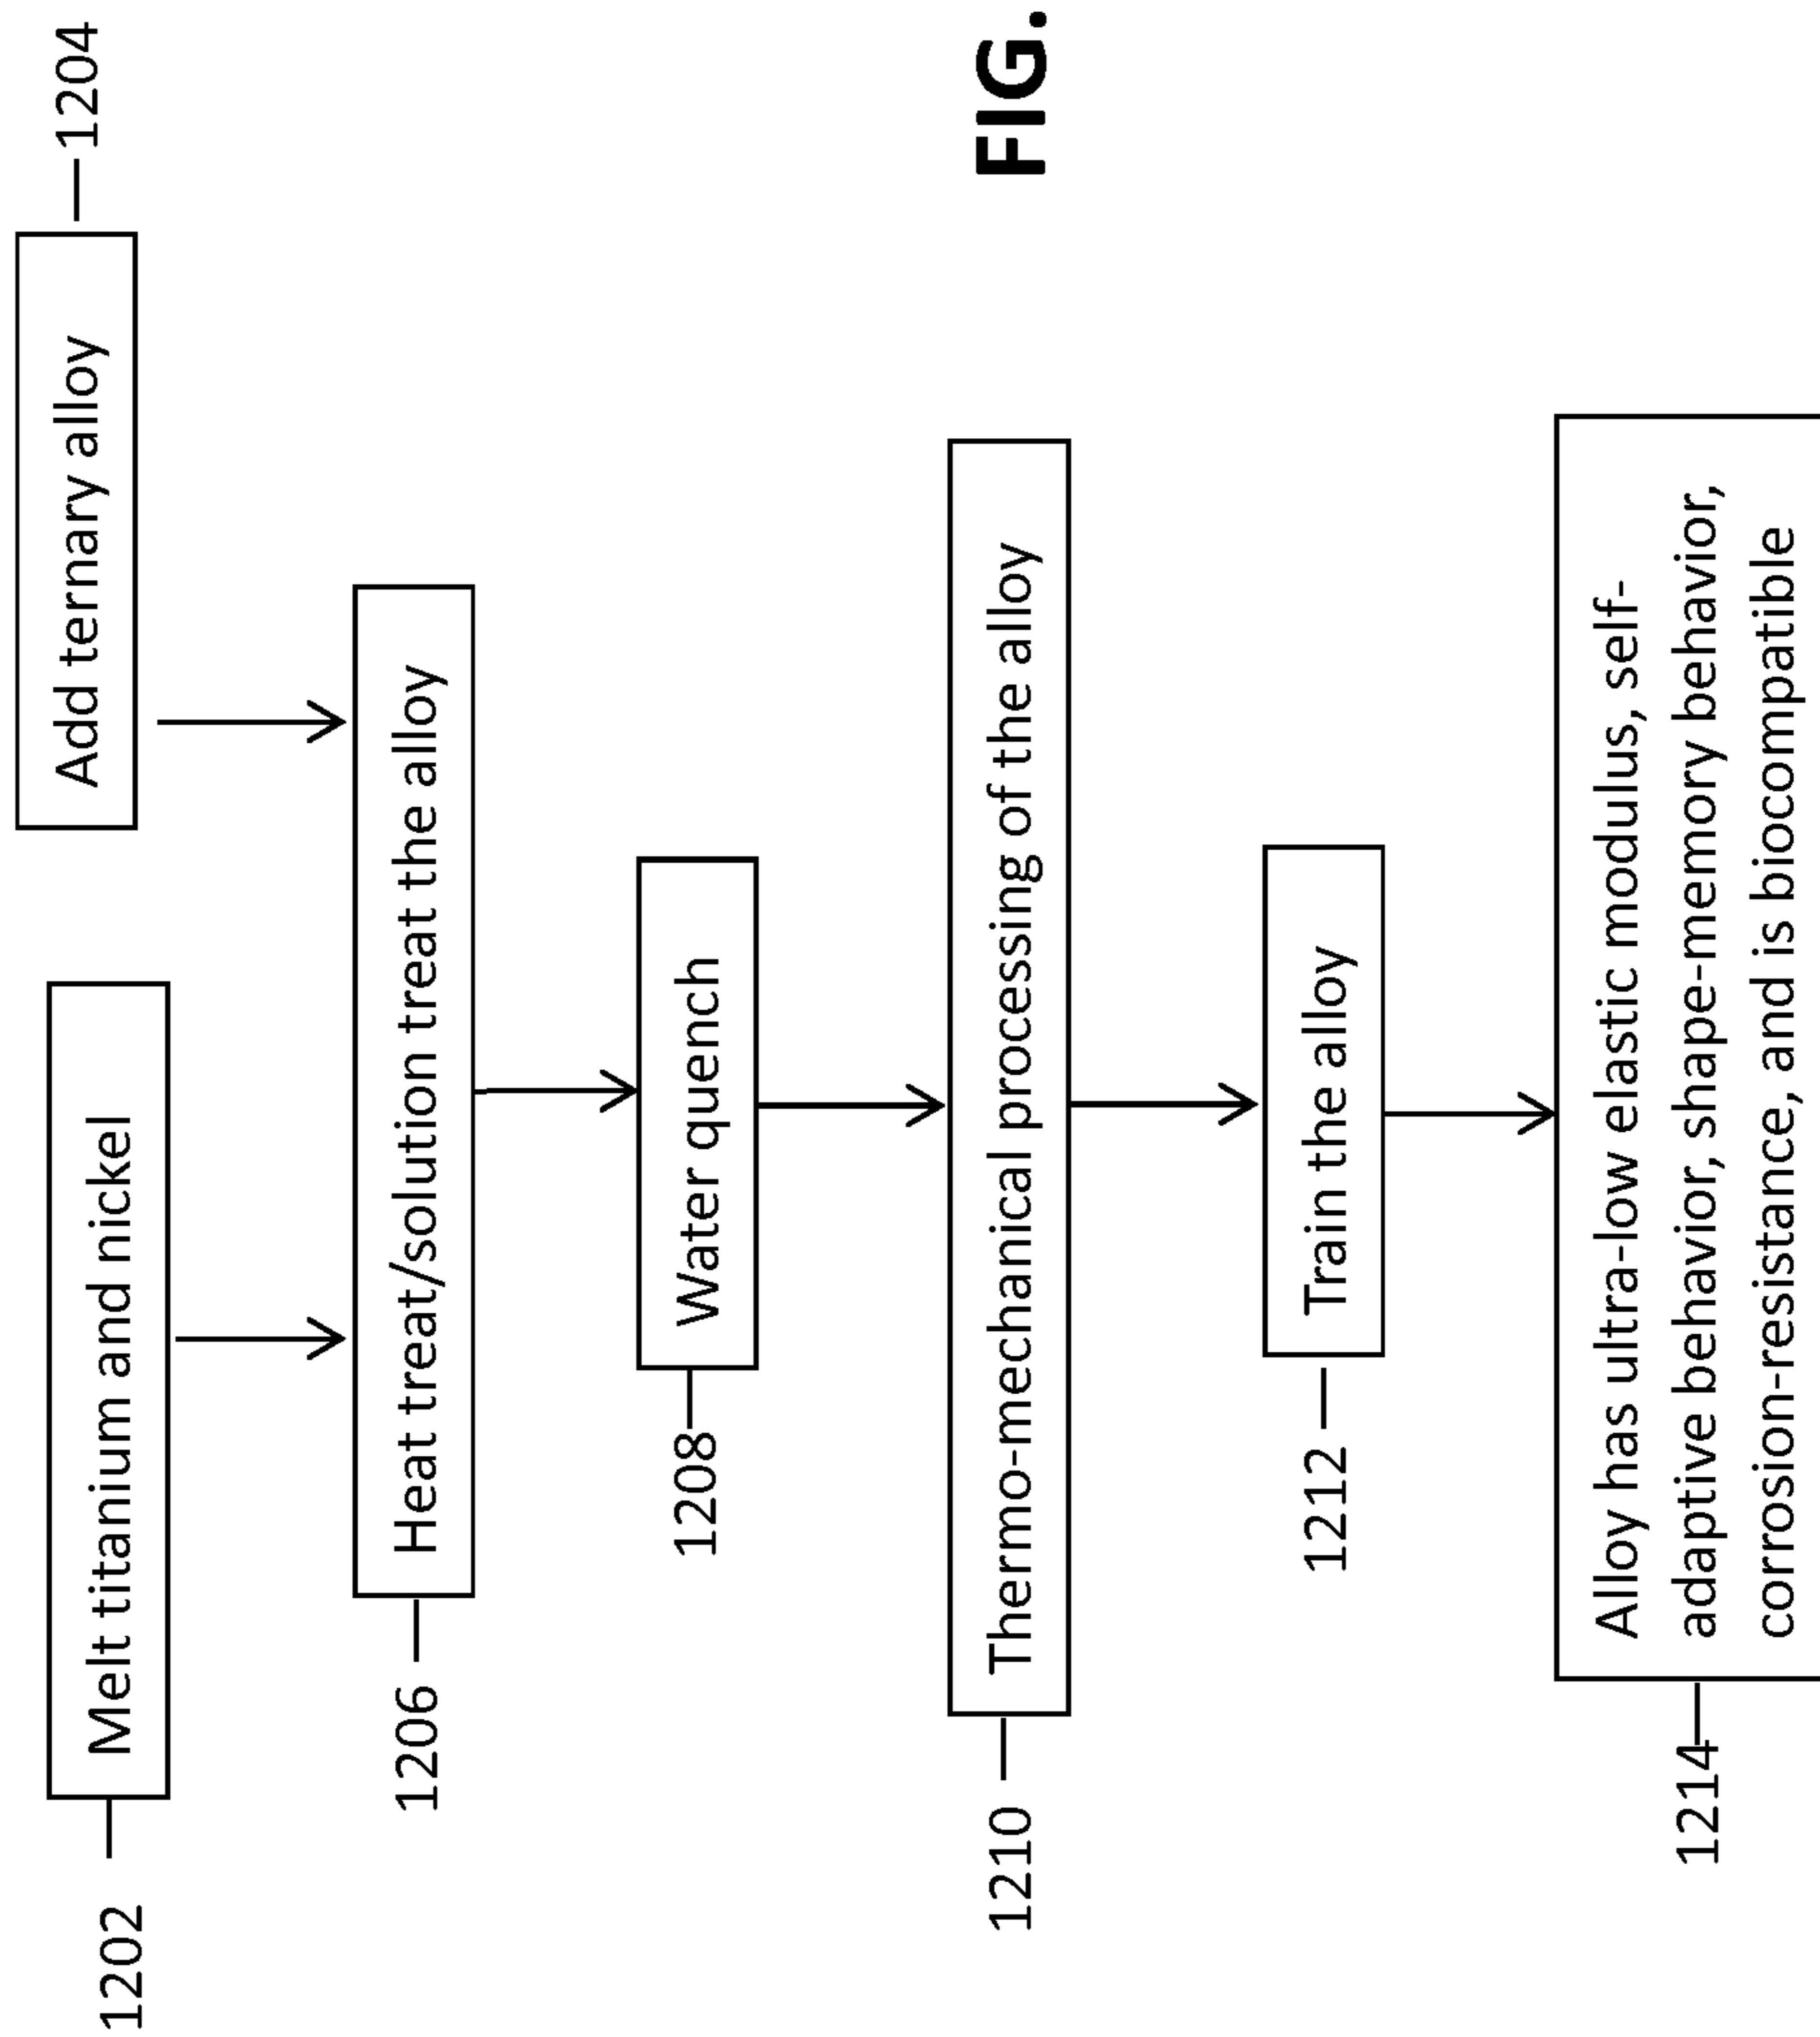 1202
Melt titanium and nickel
Add ternary alloy
1204
1206
Heat treat/solution treat the alloy
1208
Water quench
1210
Thermo-mechanical processing of the alloy
FIG.
1212
Train the alloy
1214
Alloy has ultra-low elastic modulus, self-
adaptive behavior, shape-memory behavior,
corrosion-resistance, and is biocompatible